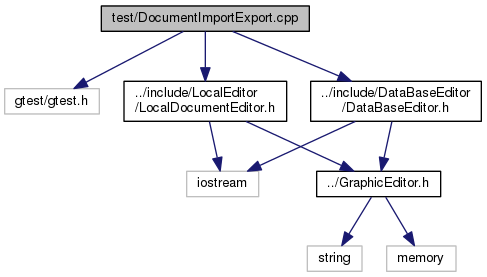 test/DocumentImportExport.cpp
gtest/gtest.h
../include/LocalEditor
/LocalDocumentEditor.h
../include/DataBaseEditor
/DataBaseEditor.h
iostream
../GraphicEditor.h
string
memory